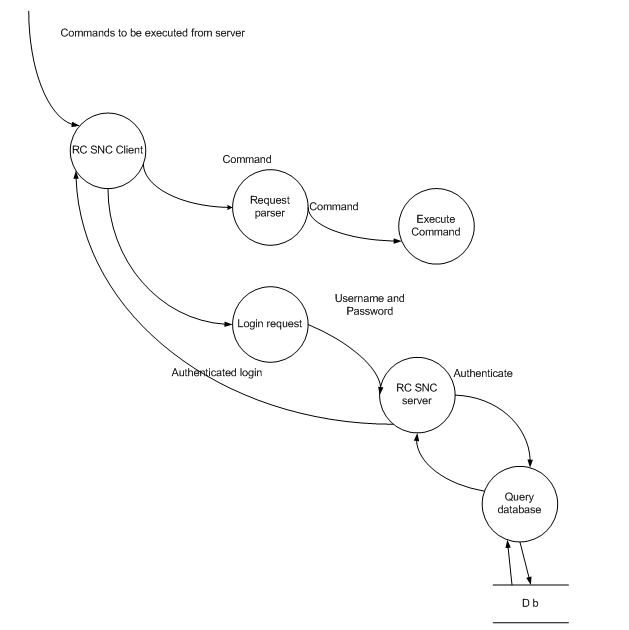 Commands to be executed from server
RC SNC Client
Command
Request
parser
Command
Execute
Command
Login request
Username and
Password
Authenticated login
RC SNC
server
Authenticate
Query
database
D b